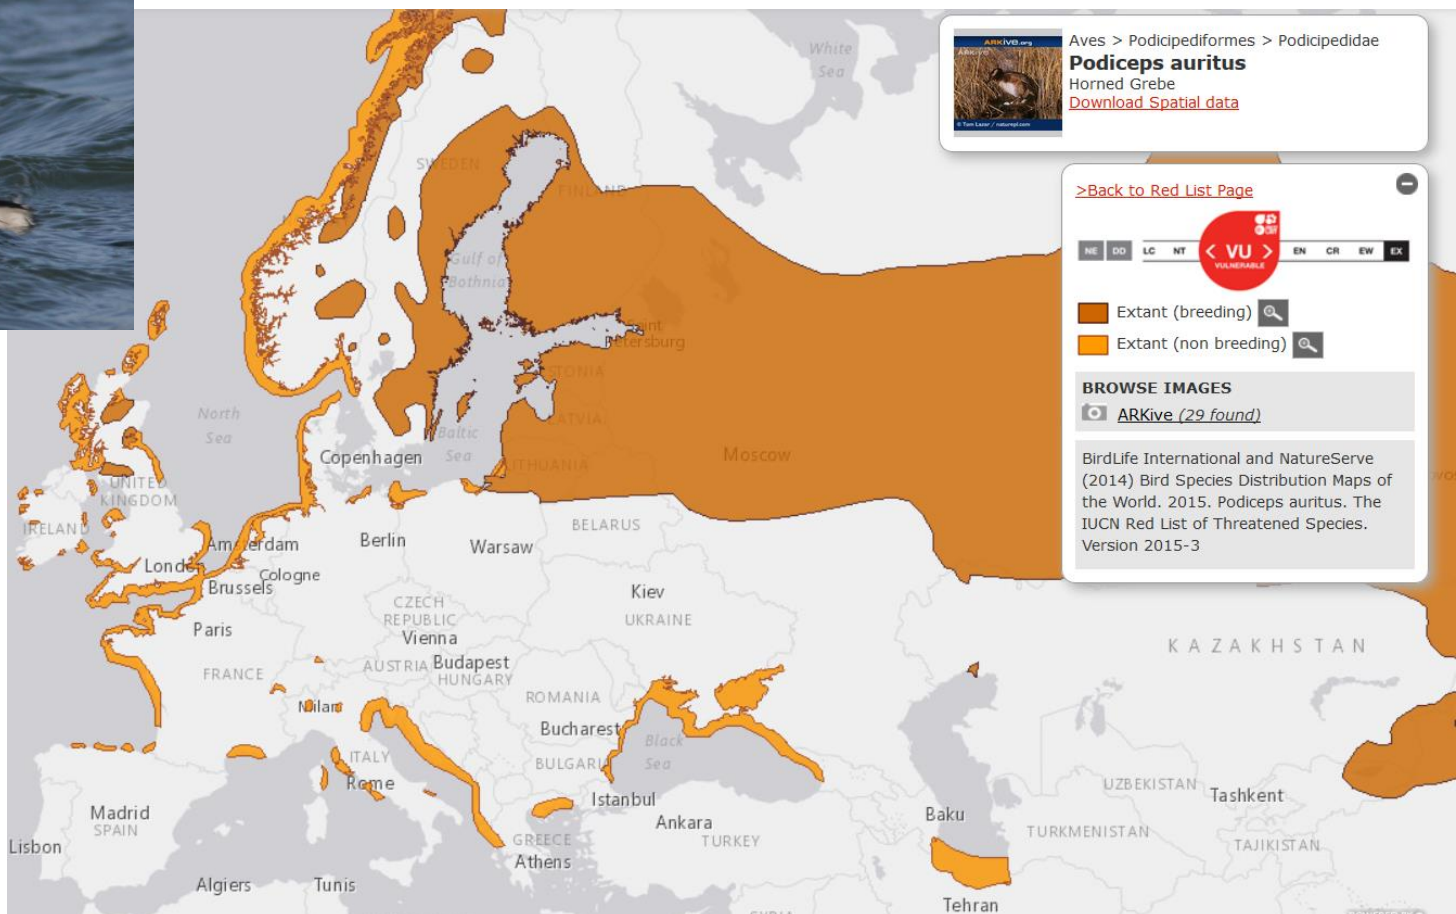 White
Sea
ARKive.org
Aves > Podicipediformes > Podicipedidae
Podiceps auritus
Horned Grebe
Download Spatial data
© Tom Lazar / naturepl.com
>Back to Red List Page
NE DD LC NT < VU > EN CR EW EX
VULNERABLE
Extant (breeding)
Extant (non breeding)
BROWSE IMAGES
ARKive (29 found)
BirdLife International and NatureServe
(2014) Bird Species Distribution Maps of
the World. 2015. Podiceps auritus. The
IUCN Red List of Threatened Species.
Version 2015-3
SWEDEN
FINLAND
Gulf of
Bothnia
Saint
Petersburg
ESTONIA
LATVIA
LITHUANIA
Moscow
North
Sea
Copenhagen
Baltic
Sea
UNITED
KINGDOM
IRELAND
Amsterdam
Berlin
Warsaw
BELARUS
London
Cologne
Brussels
Kiev
UKRAINE
CZECH
REPUBLIC
Vienna
Paris
KAZAKHSTAN
AUSTRIA
Budapest
HUNGARY
FRANCE
ROMANIA
Milan
Bucharest
Black
Sea
ITALY
BULGARIA
Rome
Istanbul
UZBEKISTAN
Tashkent
Madrid
SPAIN
Ankara
TURKEY
Baku
TURKMENISTAN
TAJIKISTAN
Lisbon
GREECE
Athens
Algiers
Tunis
Tehran